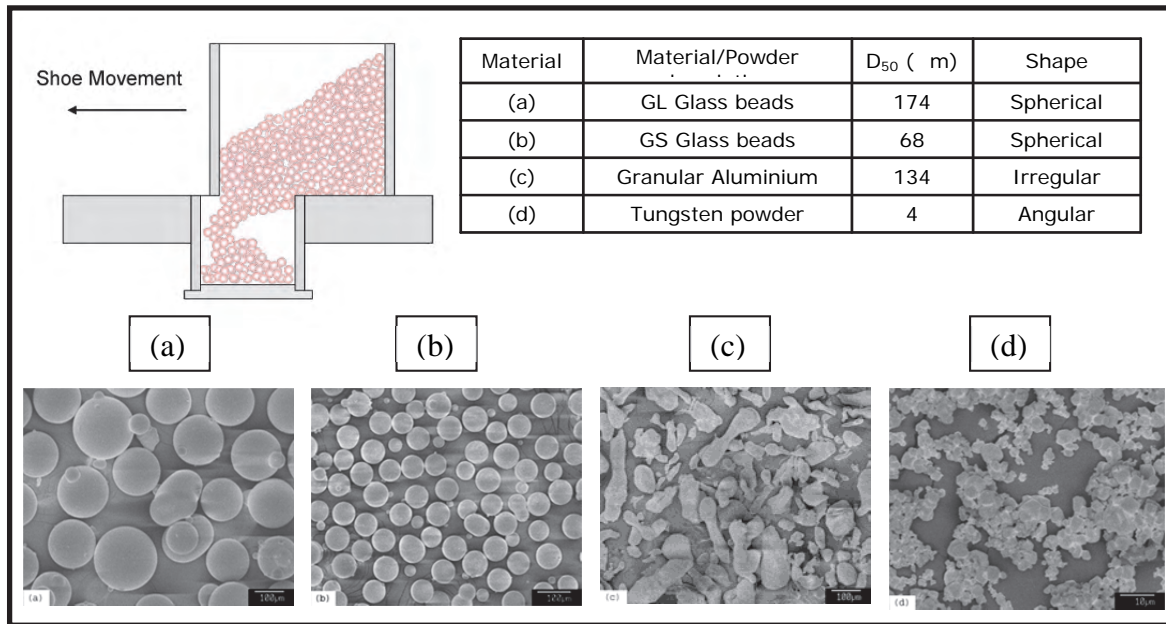 Shoe Movement
Material Material/Powder D50 ( m) Shape
(a) GL Glass beads 174 Spherical
(b) GS Glass beads 68 Spherical
(c) Granular Aluminium 134 Irregular
(d) Tungsten powder 4 Angular
(a) (b) (c) (d)
(a) 100µm (b) 100µm (c) 100µm (d) 10µm